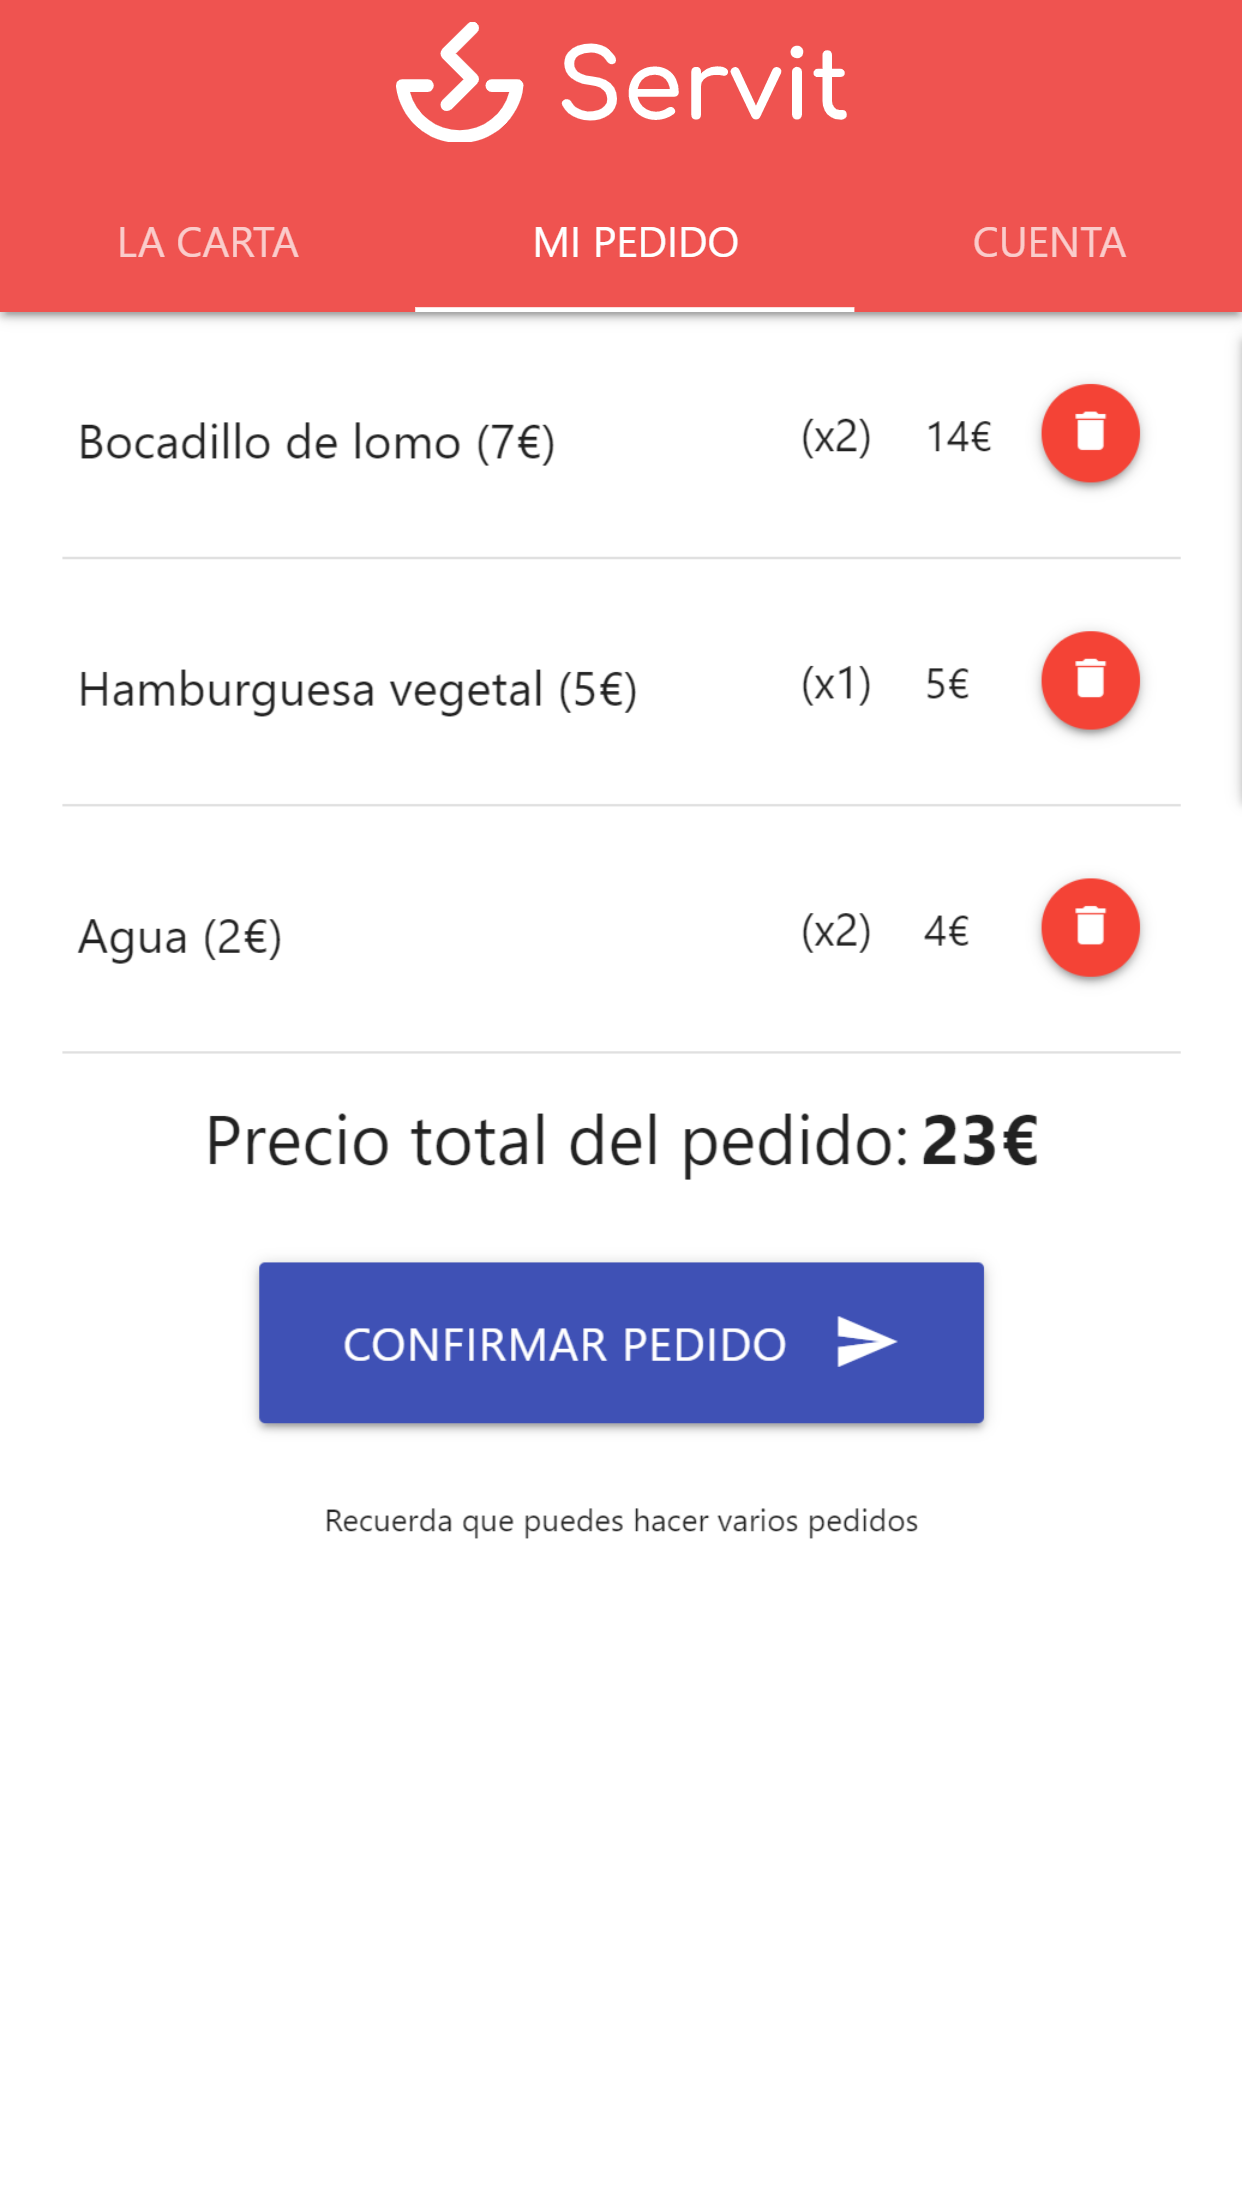 Servit
LA CARTA MI PEDIDO CUENTA
Bocadillo de lomo (7€) (x2) 14€
Hamburguesa vegetal (5€) (x1) 5€
Agua (2€) (x2) 4€
Precio total del pedido: 23€
CONFIRMAR PEDIDO
Recuerda que puedes hacer varios pedidos